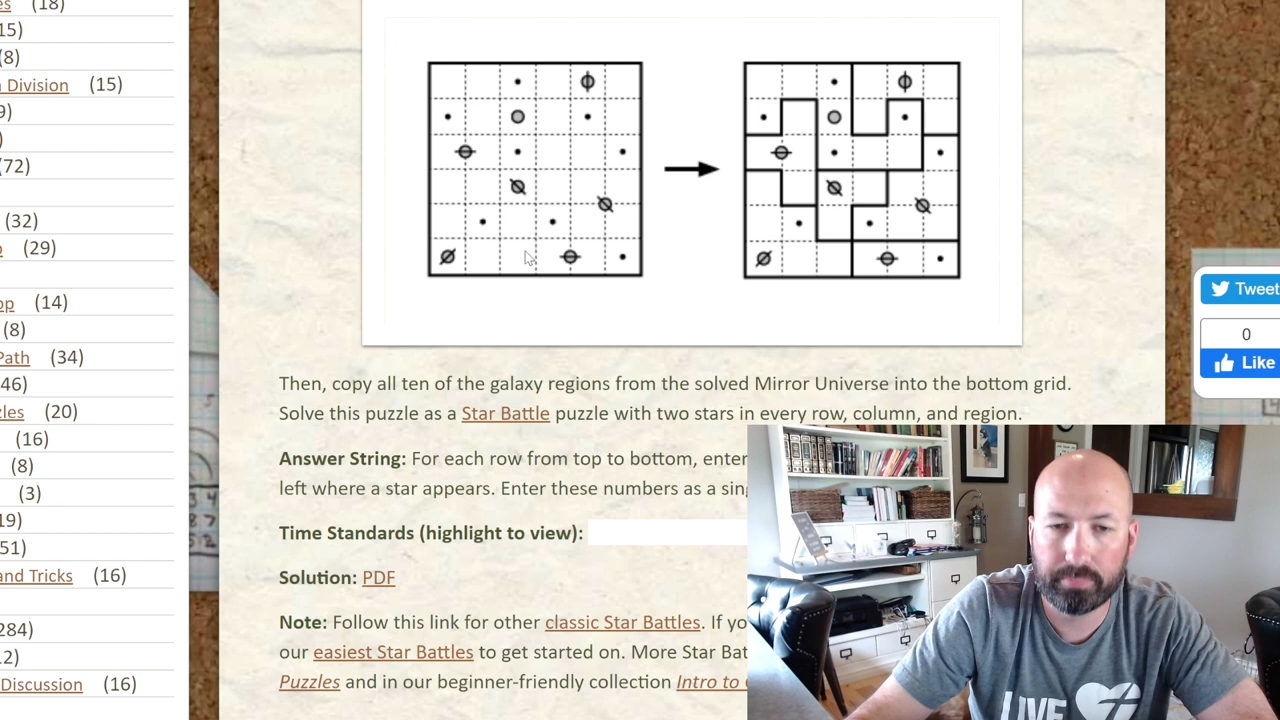 es (18)
15)
(8)
Division (15)
9)
)
(72)
(32)
(29)
op (14)
(8)
Path (34)
46)
zles (20)
(16)
(8)
(3)
19)
51)
and Tricks (16)
284)
12)
Discussion (16)
Then, copy all ten of the galaxy regions from the solved Mirror Universe into the bottom grid.
Solve this puzzle as a Star Battle puzzle with two stars in every row, column, and region.
Answer String: For each row from top to bottom, enter
left where a star appears. Enter these numbers as a
Time Standards (highlight to view):
Solution: PDF
Note: Follow this link for other classic Star Battles. If
our easiest Star Battles to get started on. More Star
Puzzles and in our beginner-friendly collection Intro to
Tweet
0
Like
LIVE